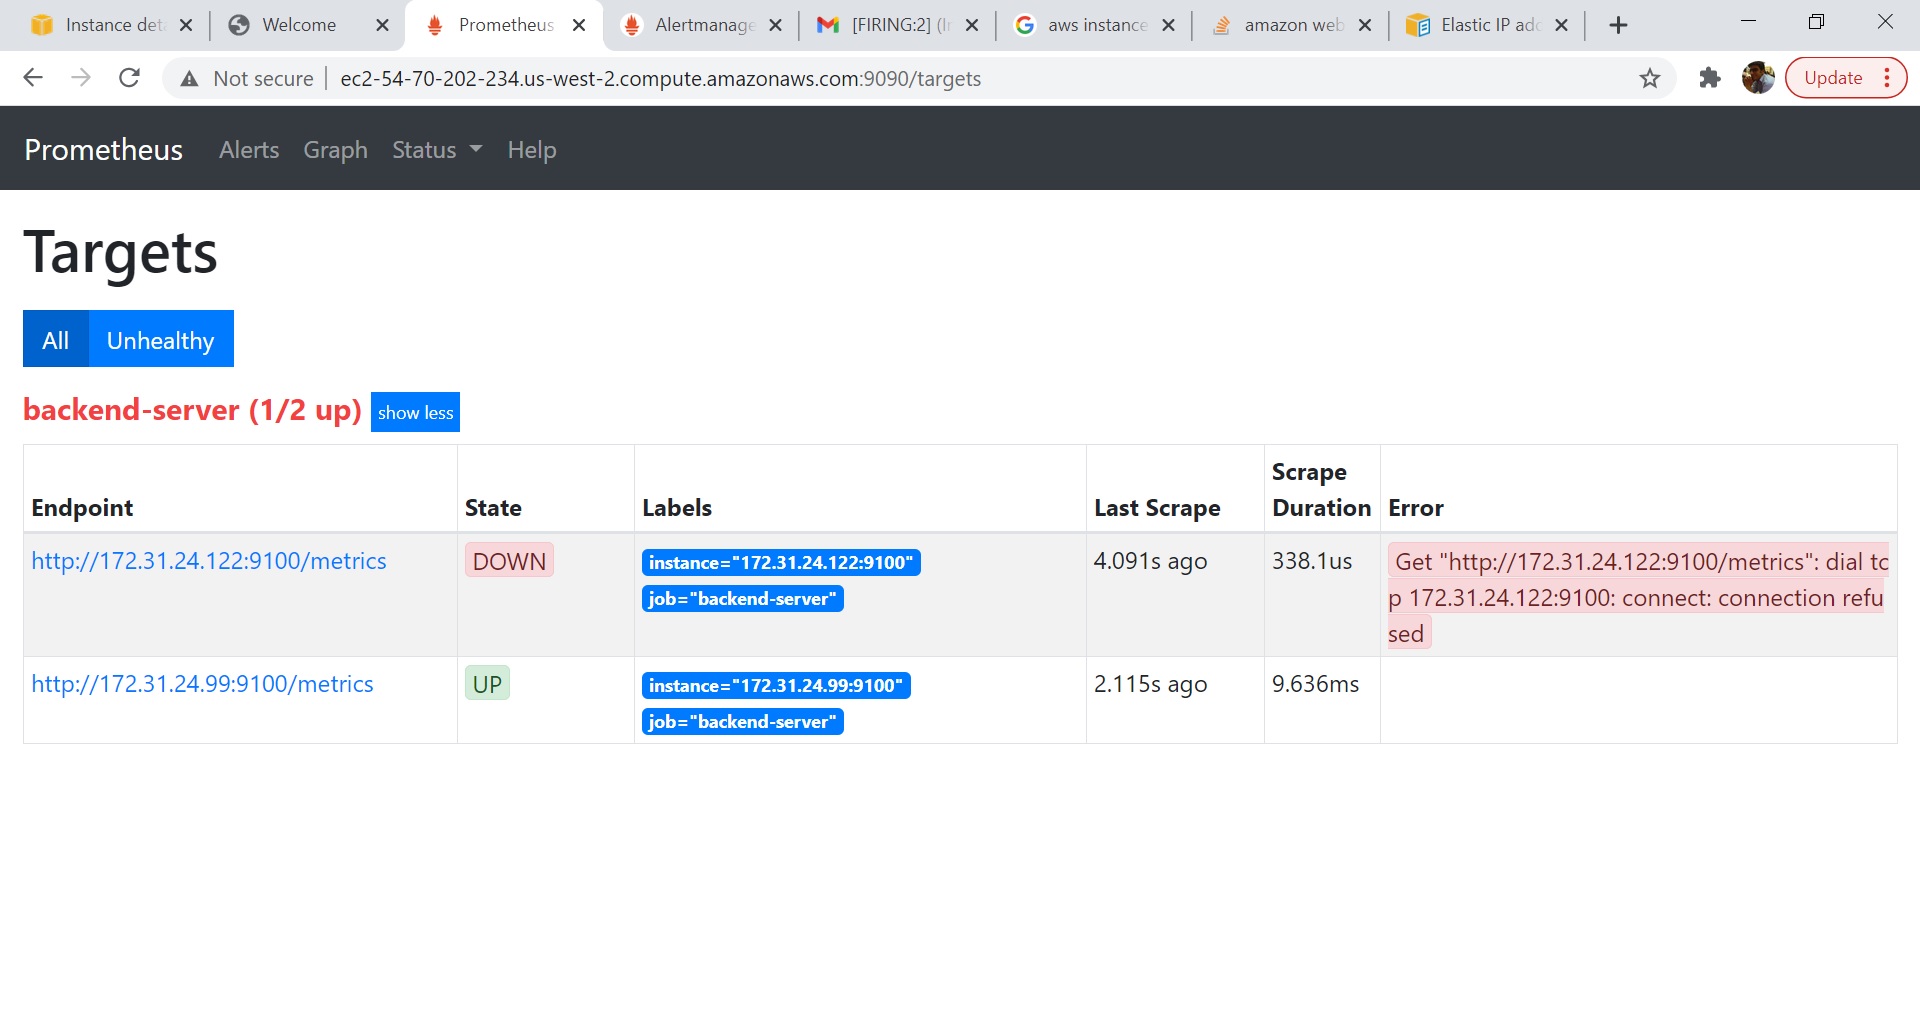 Instance det
Welcome
Prometheus
Alertmanage
[FIRING:2] (I
aws instance
amazon web
Elastic IP adc
Not secure
ec2-54-70-202-234.us-west-2.compute.amazonaws.com:9090/targets
Update
Prometheus
Alerts
Graph
Status
Help
Targets
All
Unhealthy
backend-server (1/2 up)
show less
Endpoint
State
Labels
Last Scrape
Scrape
Duration
Error
http://172.31.24.122:9100/metrics
DOWN
instance="172.31.24.122:9100"
job="backend-server"
4.091s ago
338.1us
Get "http://172.31.24.122:9100/metrics": dial tc
p 172.31.24.122:9100: connect: connection refu
sed
http://172.31.24.99:9100/metrics
UP
instance="172.31.24.99:9100"
job="backend-server"
2.115s ago
9.636ms